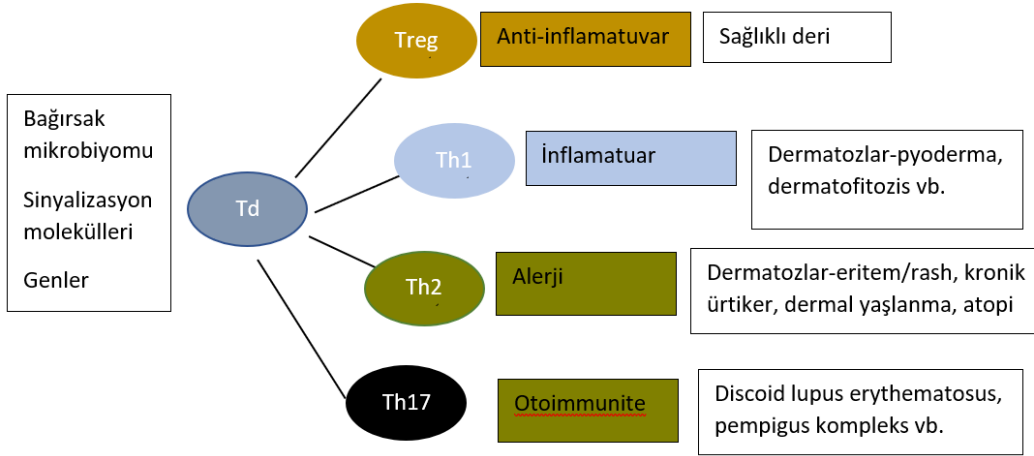 Bağırsak
mikrobiyomu
Sinyalizasyon
molekülleri
Genler
Td
Treg
Anti-inflamatuvar
Sağlıklı deri
Th1
İnflamatuar
Dermatozlar-pyoderma,
dermatofitozis vb.
Th2
Alerji
Dermatozlar-eritem/rash, kronik
ürtiker, dermal yaşlanma, atopi
Th17
Otoimmunite
Discoid lupus erythematosus,
pempigus kompleks vb.